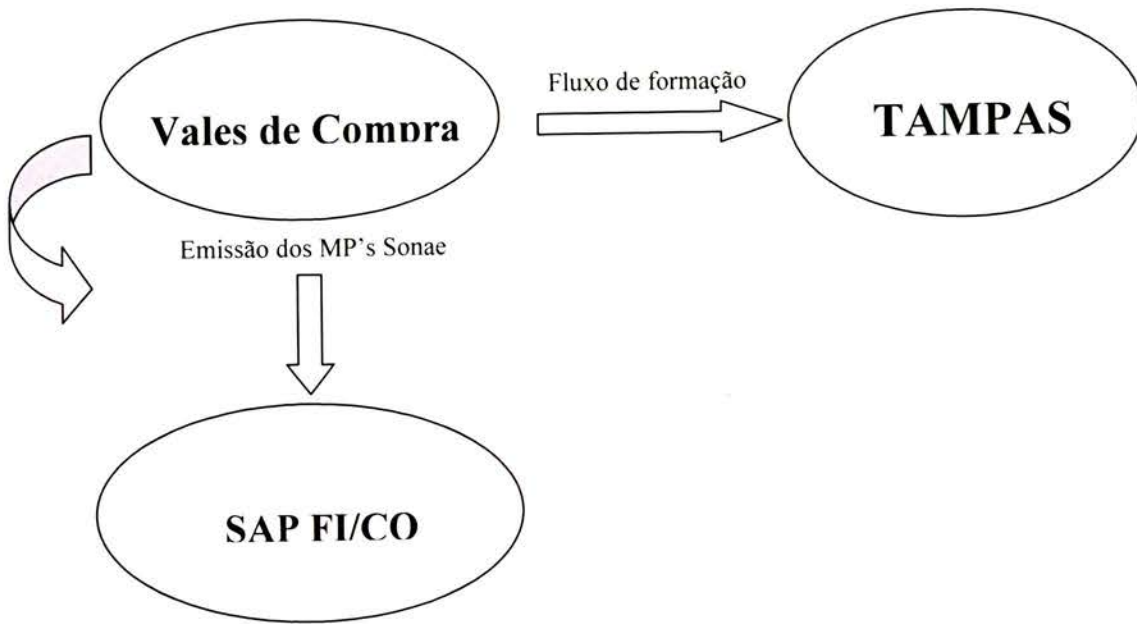 Vales de Compra
Fluxo de formação
TAMPAS
Emissão dos MP's Sonae
SAP FI/CO